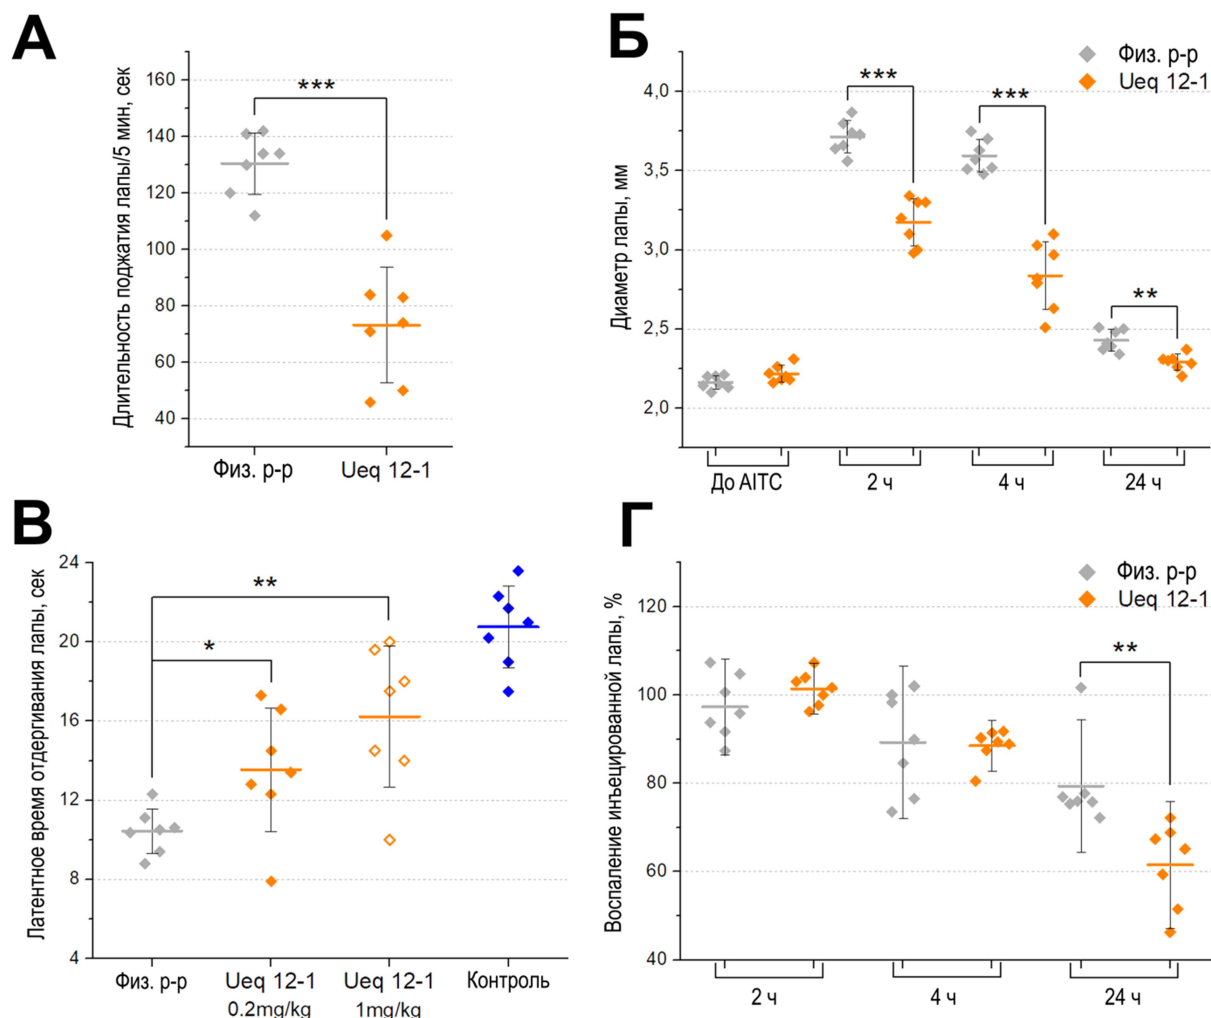 А
Длительность поджатия лапы/5 мин, сек
160
140
120
100
80
60
40
***
Физ. р-р
Ueq 12-1
Б
Диаметр лапы, мм
4,0
3,5
3,0
2,5
2,0
Физ. р-р
Ueq 12-1
***
***
**
До AITC
2 ч
4 ч
24 ч
В
Латентное время отдергивания лапы, сек
24
20
16
12
8
4
**
*
Физ. р-р
Ueq 12-1
0.2mg/kg
Ueq 12-1
1mg/kg
Контроль
Г
Воспаление инъецированной лапы, %
120
100
80
60
40
Физ. р-р
Ueq 12-1
**
2 ч
4 ч
24 ч